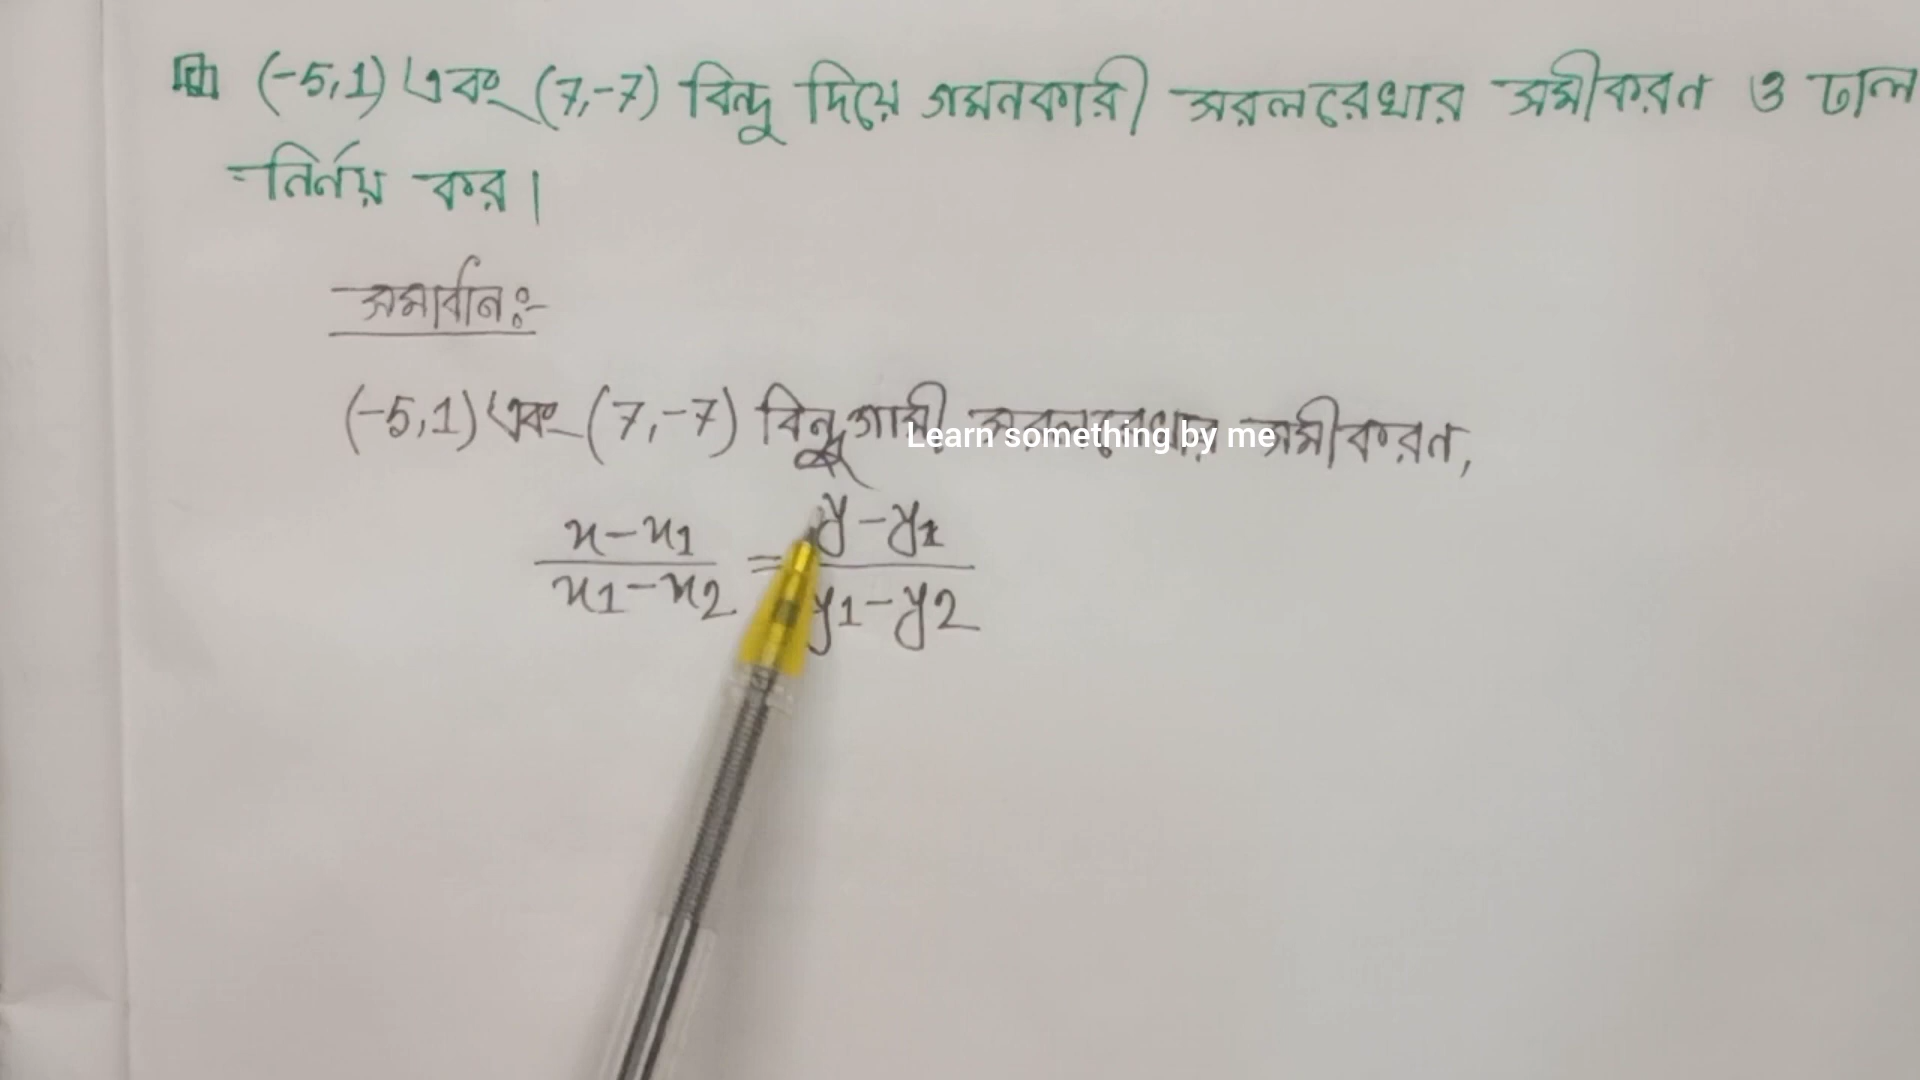 (-5,1) এবং (7,-7) বিন্দু দিয়ে গমনকারী সরলরেখার সমীকরণ ও ঢাল
নির্ণয় কর।
সমাধান:-
(-5,1) এবং (7,-7) বিন্দুগামী সরলরেখার সমীকরণ,
Learn something by me
x-x1 / x1-x2 = y-y1 / y1-y2